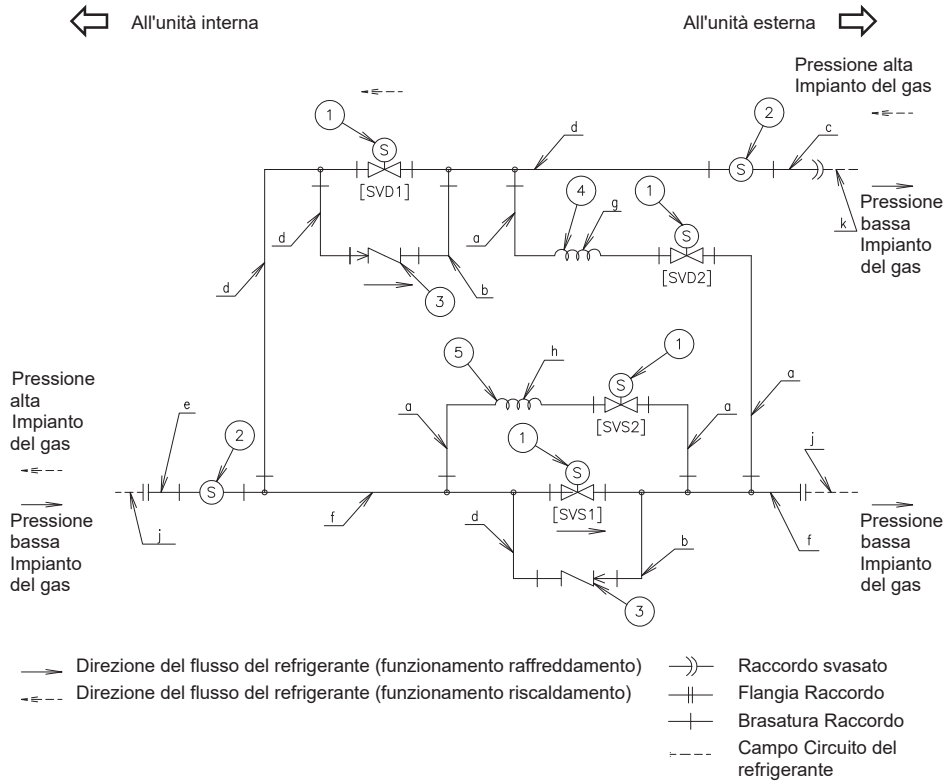 All'unità interna
All'unità esterna
Pressione alta
Impianto del gas
1
2
S
S
d
c
[SVD1]
4
1
g
S
k
Pressione
bassa
Impianto
del gas
d
a
d
b
3
[SVD2]
5
h
1
S
Pressione
alta
Impianto
del gas
e
a
[SVS2]
a
a
2
1
S
j
S
[SVS1]
j
f
f
Pressione
bassa
Impianto
del gas
d
b
3
Pressione
bassa
Impianto
del gas
Direzione del flusso del refrigerante (funzionamento raffreddamento)
Direzione del flusso del refrigerante (funzionamento riscaldamento)
Raccordo svasato
Flangia Raccordo
Brasatura Raccordo
Campo Circuito del
refrigerante